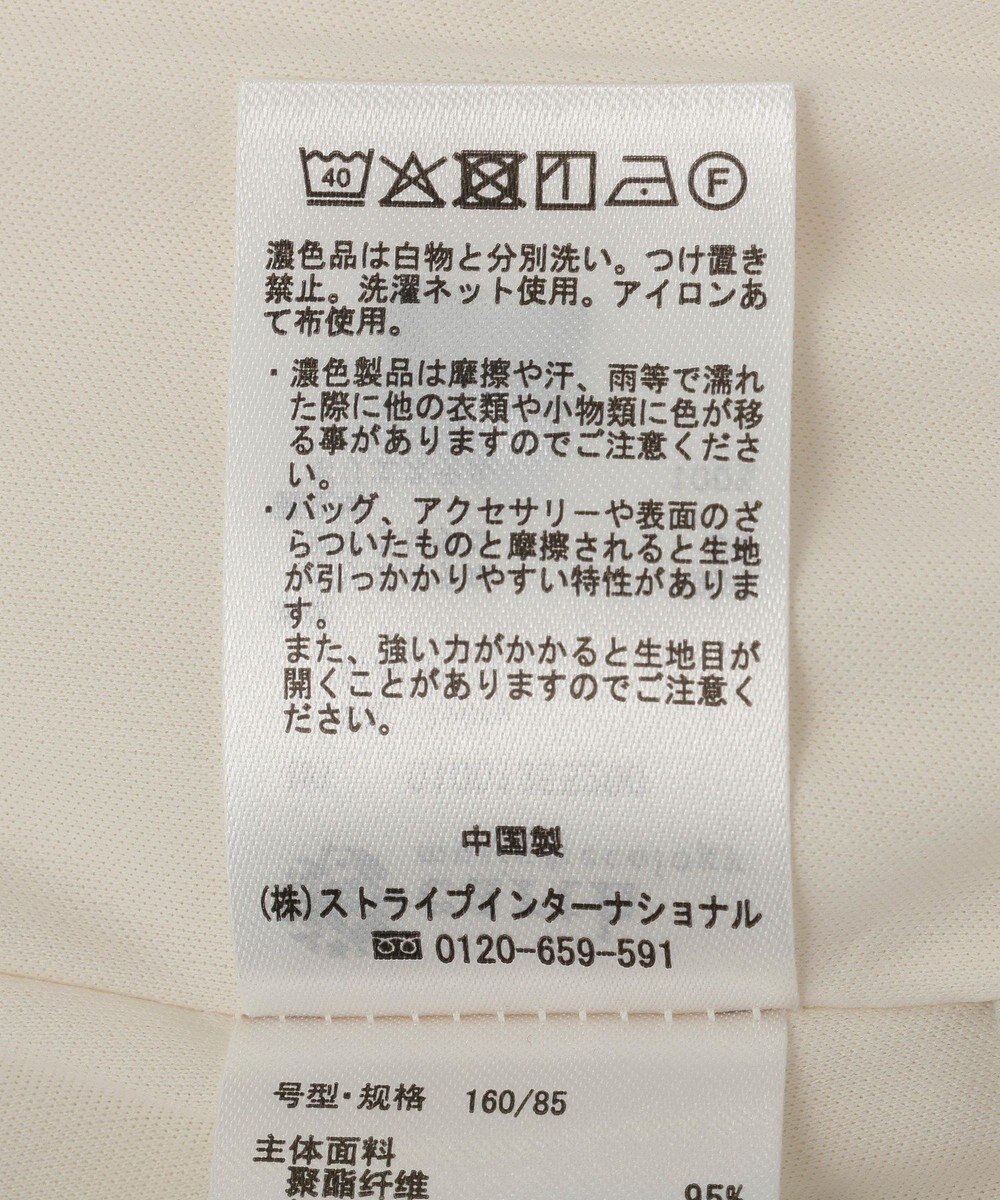 40
F
濃色品は白物と分別洗い。つけ置き
禁止。洗濯ネット使用。アイロンあ
て布使用。
・濃色製品は摩擦や汗、雨等で濡れ
た際に他の衣類や小物類に色が移
る事がありますのでご注意くださ
い。
・バッグ、アクセサリーや表面のざ
らついたものと摩擦されると生地
が引っかかりやすい特性がありま
す。
また、強い力がかかると生地目が
開くことがありますのでご注意く
ださい。
中国製
(株)ストライプインターナショナル
0120-659-591
号型・规格 160/85
主体面料
聚酯纤维 95%